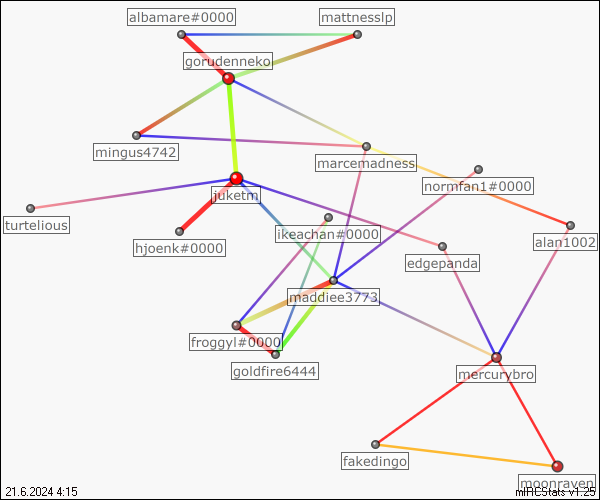 albamare#0000
mattnesslp
gorudenneko
mingus4742
marcemadness
normfan1#0000
juketm
turtelious
ikeachan#0000
hjoenk#0000
alan1002
edgepanda
maddiee3773
froggyl#0000
goldfire6444
mercurybro
fakedingo
moonraven
21.6.2024 4:15
mIRCStats v1.25